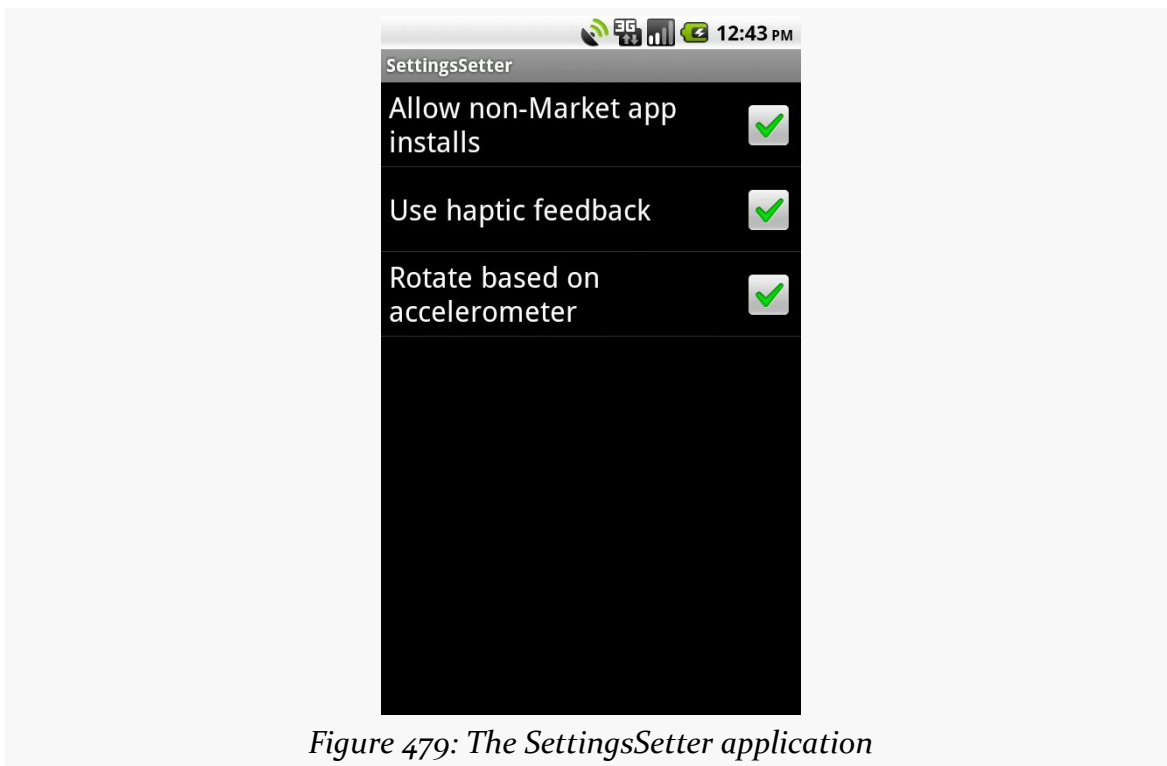 3G
12:43 PM
SettingsSetter
Allow non-Market app
installs
Use haptic feedback
Rotate based on
accelerometer
Figure 479: The SettingsSetter application